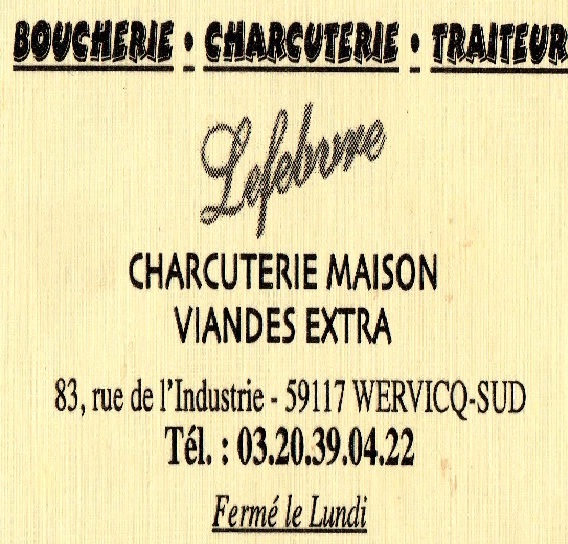 BOUCHERIE • CHARCUTERIE • TRAITEUR
Lefebvre
CHARCUTERIE MAISON
VIANDES EXTRA
83, rue de l'Industrie - 59117 WERVICQ-SUD
Tél. : 03.20.39.04.22
Fermé le Lundi